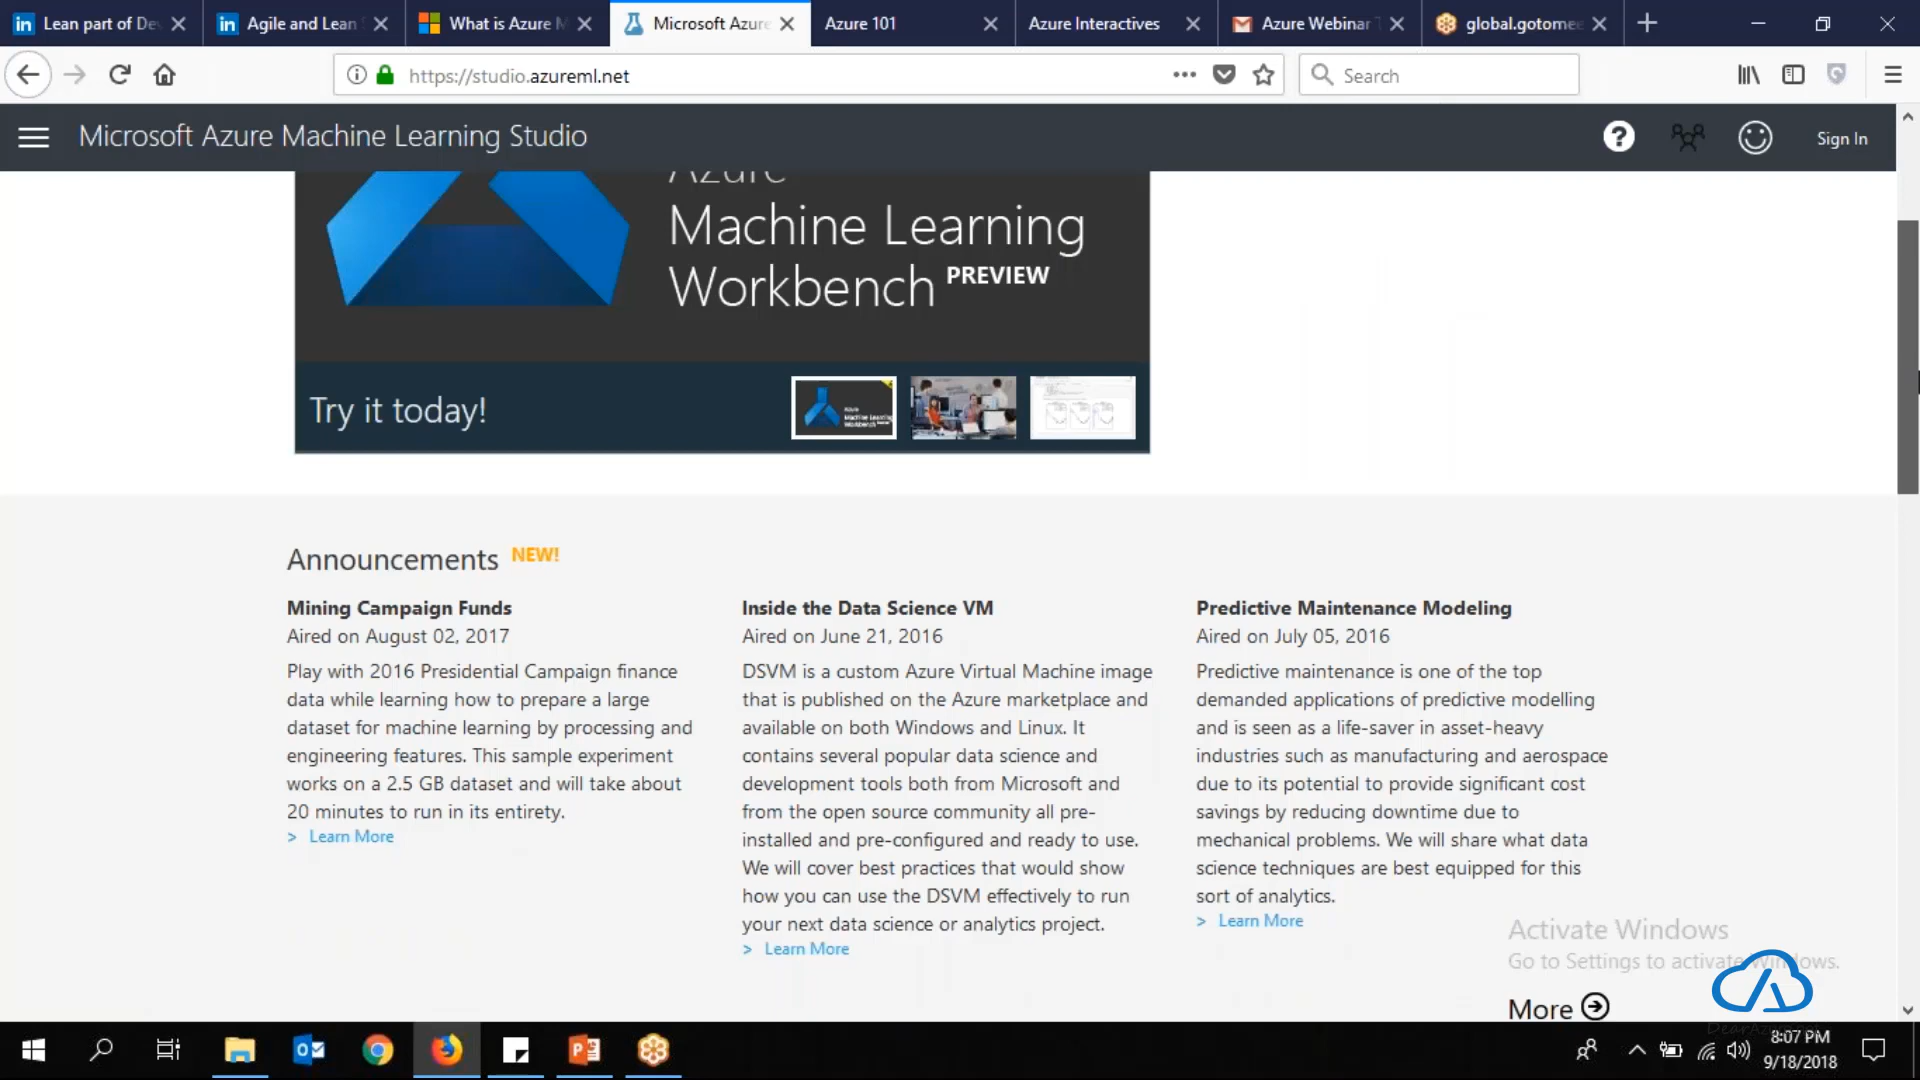 Lean part of De
Agile and Lean
What is Azure M
Microsoft Azure
Azure 101
Azure Interactives
Azure Webinar T
global.gotomee
https://studio.azureml.net
Search
Microsoft Azure Machine Learning Studio
Sign In
Azure
Machine Learning
Workbench PREVIEW
Try it today!
Announcements NEW!
Mining Campaign Funds
Aired on August 02, 2017
Play with 2016 Presidential Campaign finance
data while learning how to prepare a large
dataset for machine learning by processing and
engineering features. This sample experiment
works on a 2.5 GB dataset and will take about
20 minutes to run in its entirety.
> Learn More
Inside the Data Science VM
Aired on June 21, 2016
DSVM is a custom Azure Virtual Machine image
that is published on the Azure marketplace and
available on both Windows and Linux. It
contains several popular data science and
development tools both from Microsoft and
from the open source community all pre-
installed and pre-configured and ready to use.
We will cover best practices that would show
how you can use the DSVM effectively to run
your next data science or analytics project.
> Learn More
Predictive Maintenance Modeling
Aired on July 05, 2016
Predictive maintenance is one of the top
demanded applications of predictive modelling
and is seen as a life-saver in asset-heavy
industries such as manufacturing and aerospace
due to its potential to provide significant cost
savings by reducing downtime due to
mechanical problems. We will share what data
science techniques are best equipped for this
sort of analytics.
> Learn More
Activate Windows
Go to Settings to activate Windows.
More
8:07 PM
9/18/2018